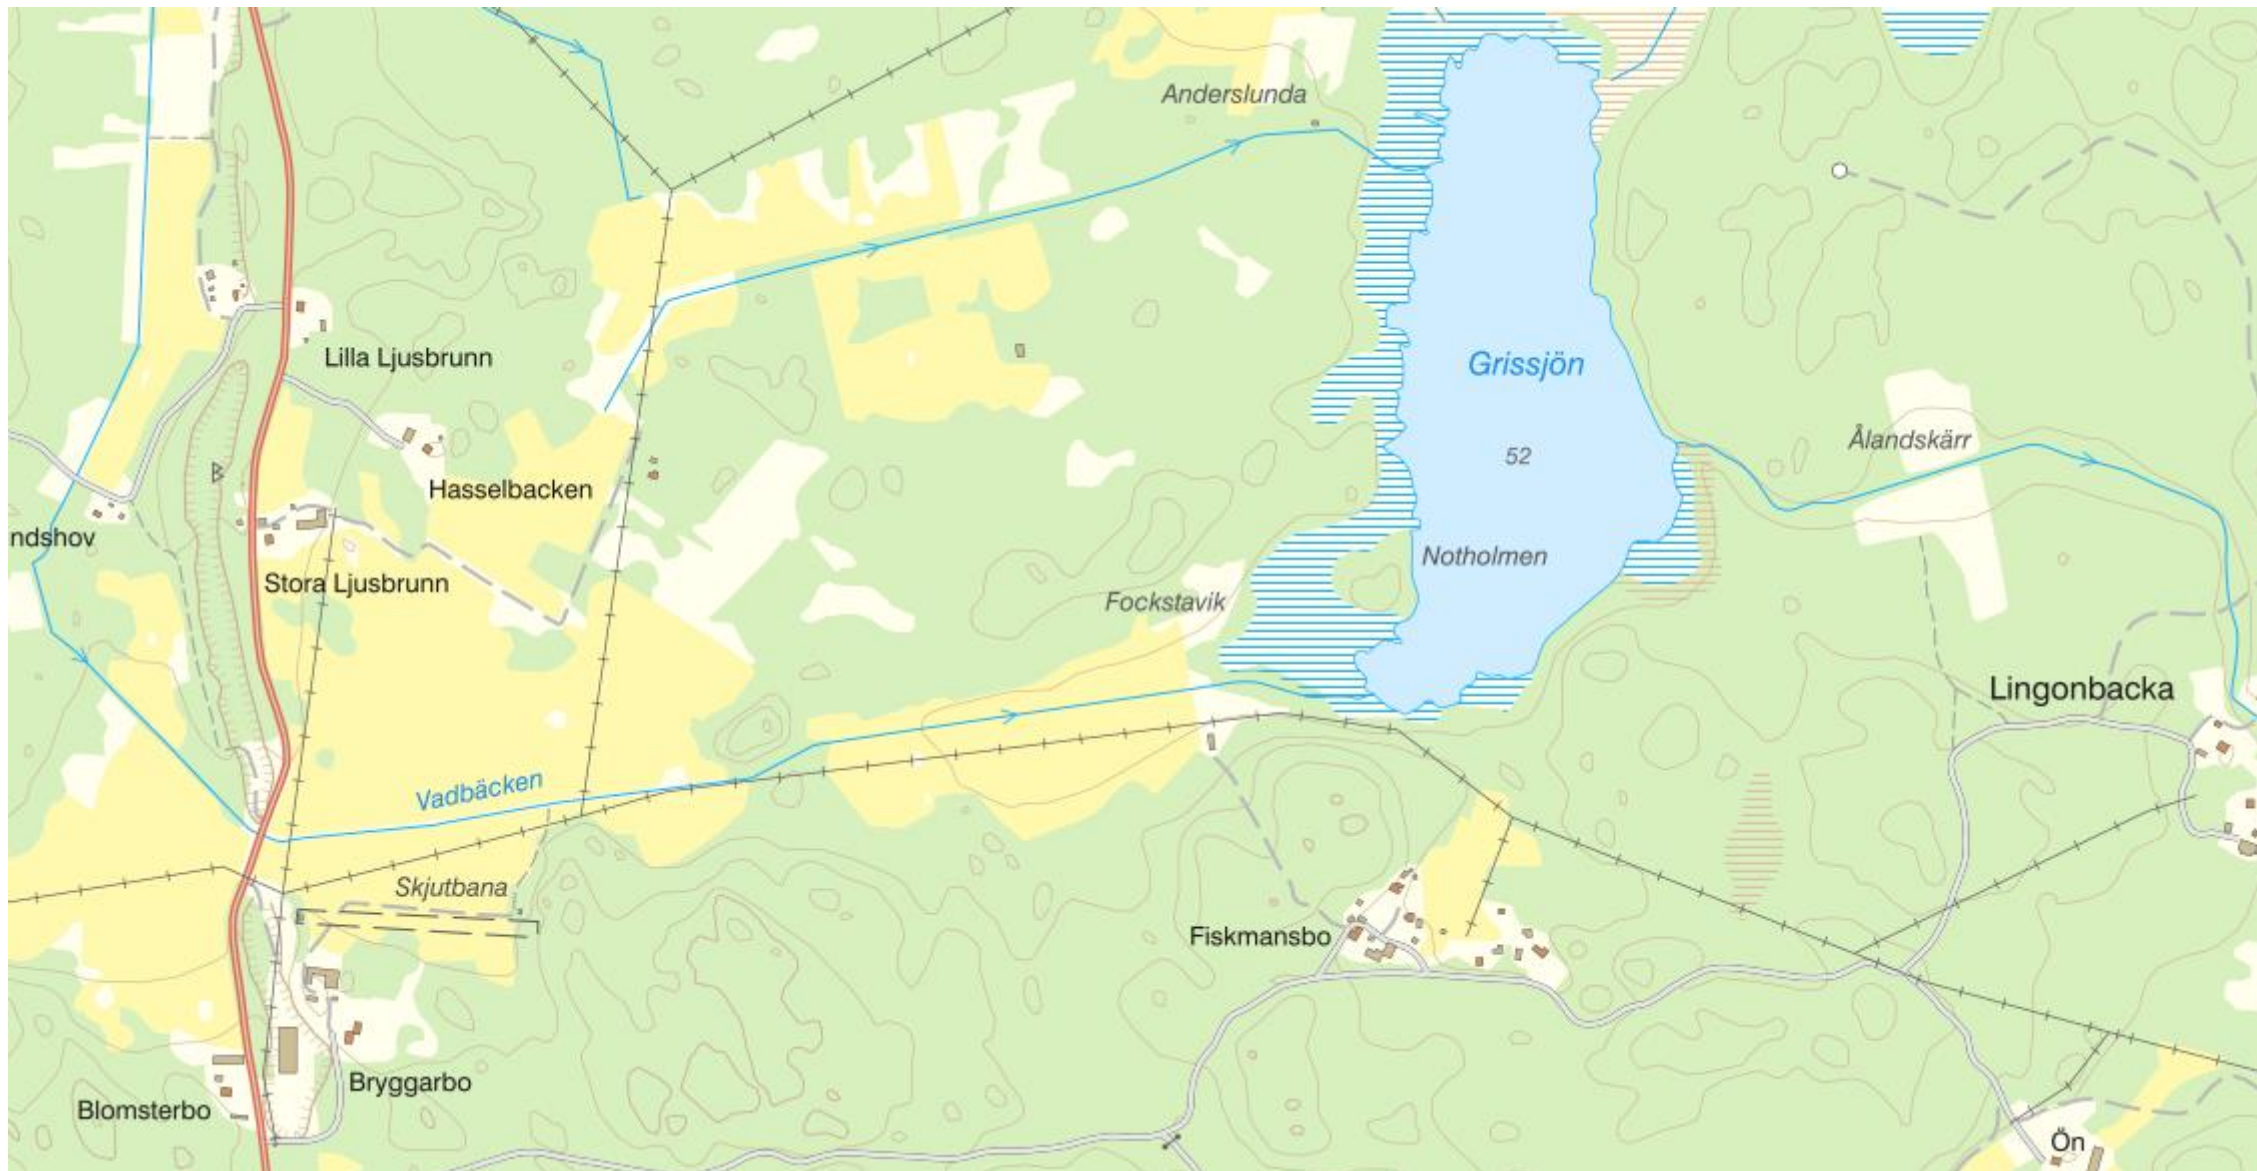 Anderslunda
Lilla Ljusbrunn
Grissjön
Ålandskärr
52
Hasselbacken
ndshov
Notholmen
Stora Ljusbrunn
Fockstavik
Lingonbacka
Vadbäcken
Skjutbana
Fiskmansbo
Bryggarbo
Blomsterbo
Ön